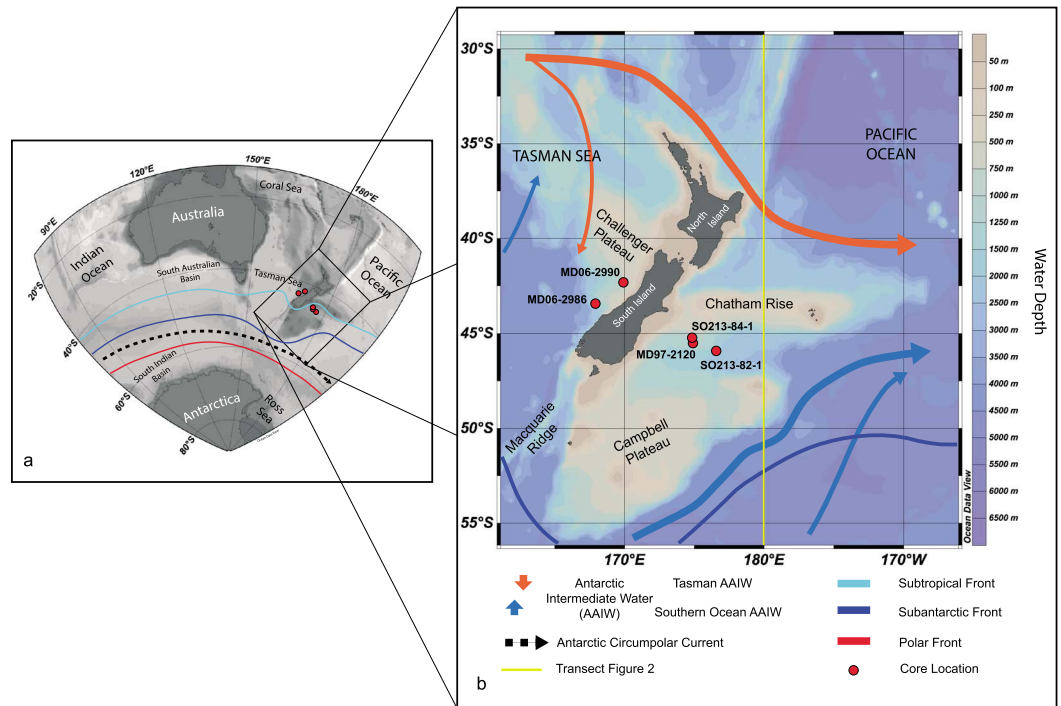 120°E
150°E
180°E
90°E
Coral Sea
Australia
Indian
Ocean
Pacific
Ocean
South Australian
Basin
Tasman Sea
20°S
40°S
South Indian
Basin
60°S
Antarctica
Ross
Sea
80°S
Ocean Data View
a
30°S
35°S
40°S
45°S
50°S
55°S
TASMAN SEA
PACIFIC
OCEAN
North
Island
Challenger
Plateau
MD06-2990
MD06-2986
South Island
Chatham Rise
SO213-84-1
MD97-2120
SO213-82-1
Macquarie
Ridge
Campbell
Plateau
170°E
180°E
170°W
50 m
100 m
250 m
500 m
750 m
1000 m
1250 m
1500 m
2000 m
2500 m
3000 m
3500 m
4000 m
4500 m
5000 m
5500 m
6000 m
6500 m
Ocean Data View
Water Depth
Antarctic
Intermediate Water
(AAIW)
Tasman AAIW
Southern Ocean AAIW
Antarctic Circumpolar Current
Transect Figure 2
Subtropical Front
Subantarctic Front
Polar Front
Core Location
b